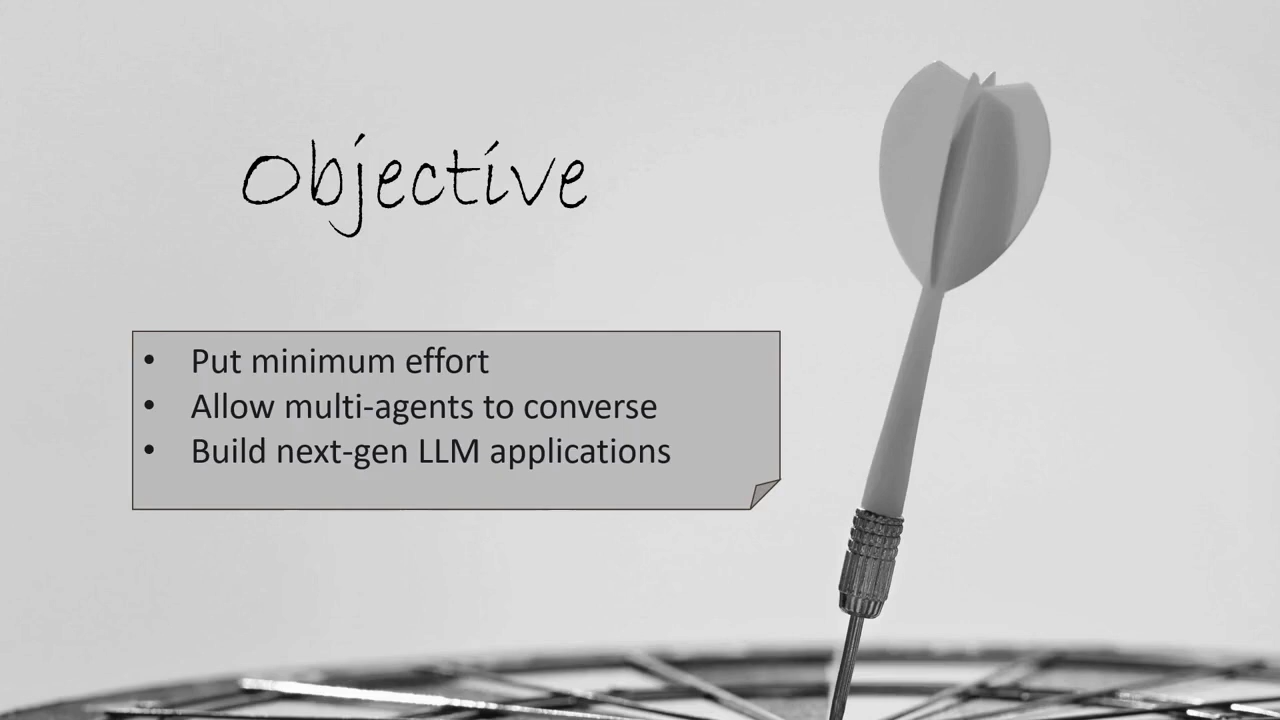 Objective
• Put minimum effort
• Allow multi-agents to converse
• Build next-gen LLM applications